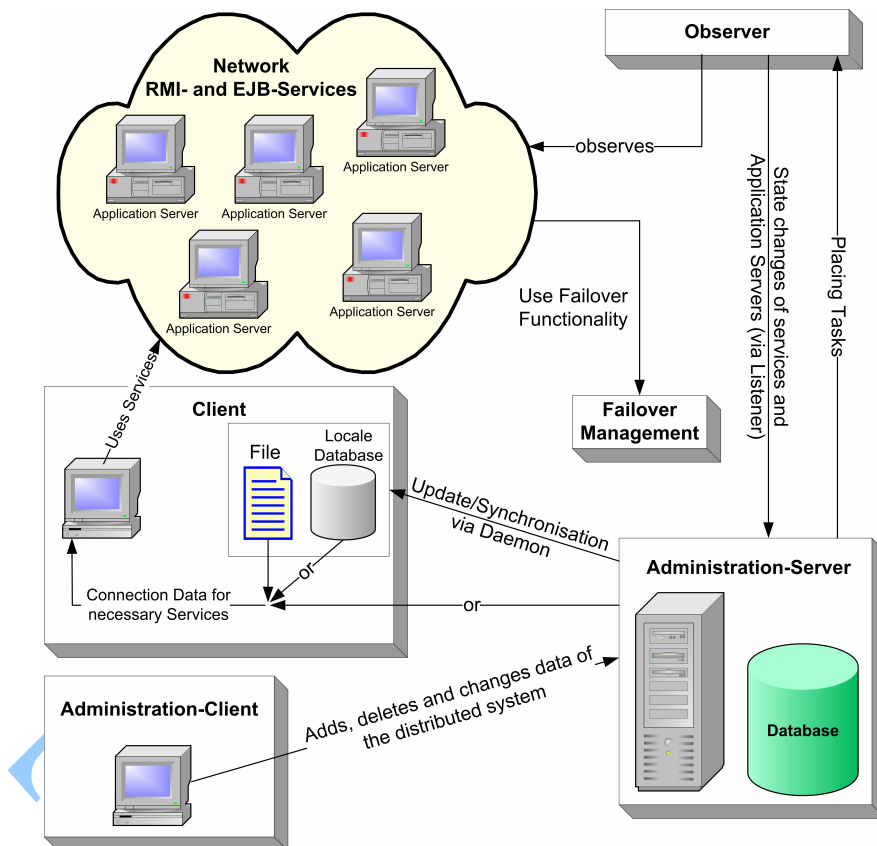 Observer
Network
RMI- and EJB-Services
Application Server
Application Server
Application Server
Application Server
Application Server
observes
State changes of services and
Application Servers (via Listener)
Placing Tasks
Use Failover
Functionality
Uses Services
Client
File
Locale
Database
or
Connection Data for
necessary Services
Failover
Management
Update/Synchronisation
via Daemon
or
Administration-Server
Database
Administration-Client
Adds, deletes and changes data of
the distributed system